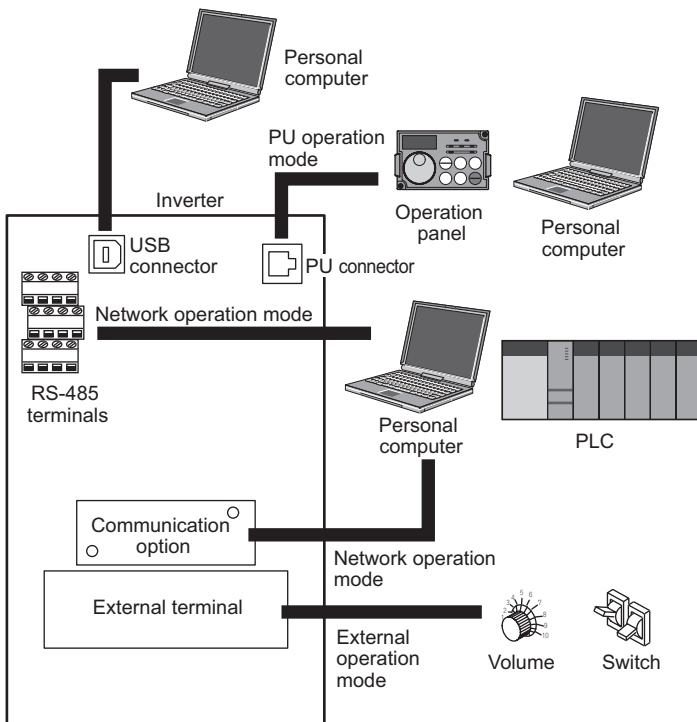 Personal
computer
PU operation
mode
Inverter
Operation
panel
Personal
computer
USB
connector
PU connector
Network operation mode
RS-485
terminals
Personal
computer
PLC
Communication
option
Network operation
mode
External terminal
External
operation
mode
Volume
Switch